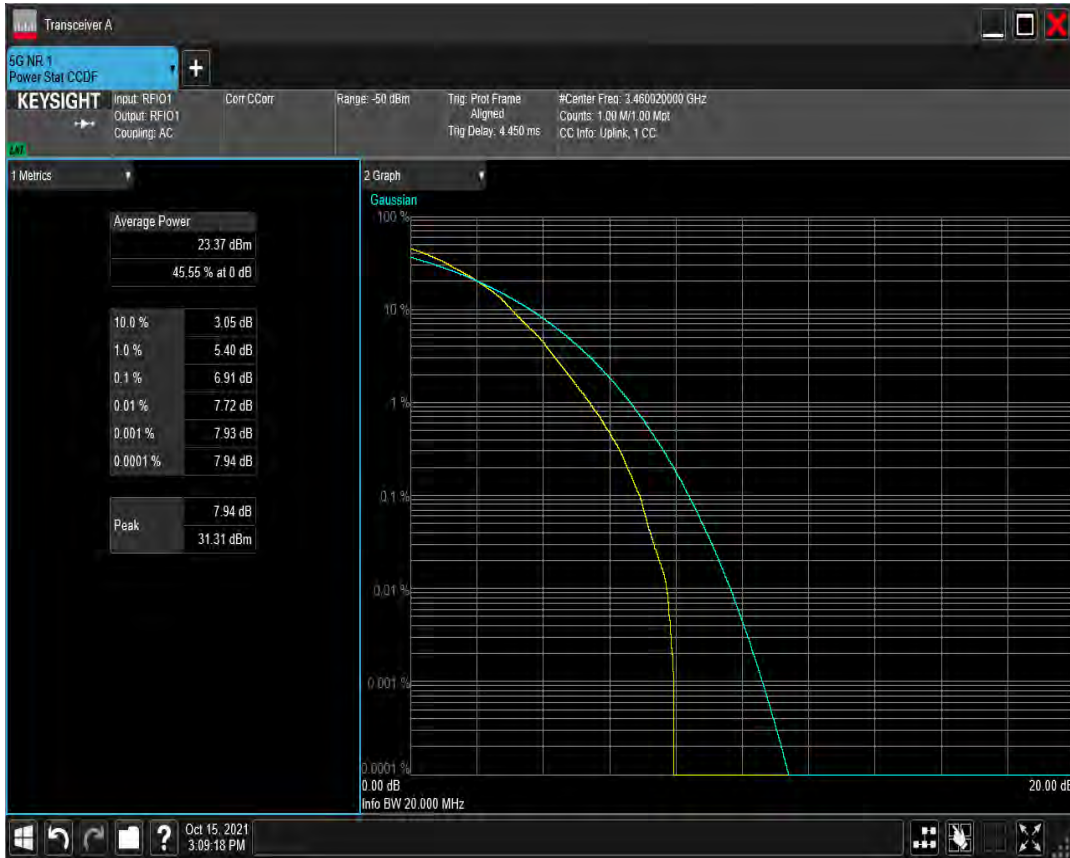 Transceiver A
5G NR 1
Power Stat CCDF
+
KEYSIGHT
Input: RFIO1
Output: RFIO1
Coupling: AC
Corr CCorr
Range: -50 dBm
Trig: Prot Frame
Aligned
Trig Delay: 4.450 ms
#Center Freq: 3.460020000 GHz
Counts: 1.00 M/1.00 Mpt
CC Info: Uplink, 1 CC
1 Metrics
Average Power
23.37 dBm
45.55 % at 0 dB
10.0 % 3.05 dB
1.0 % 5.40 dB
0.1 % 6.91 dB
0.01 % 7.72 dB
0.001 % 7.93 dB
0.0001 % 7.94 dB
Peak 7.94 dB
31.31 dBm
2 Graph
Gaussian
100 %
10 %
1 %
0.1 %
0.01 %
0.001 %
0.0001 %
0.00 dB 20.00 dB
Info BW 20.000 MHz
?
Oct 15, 2021
3:09:18 PM